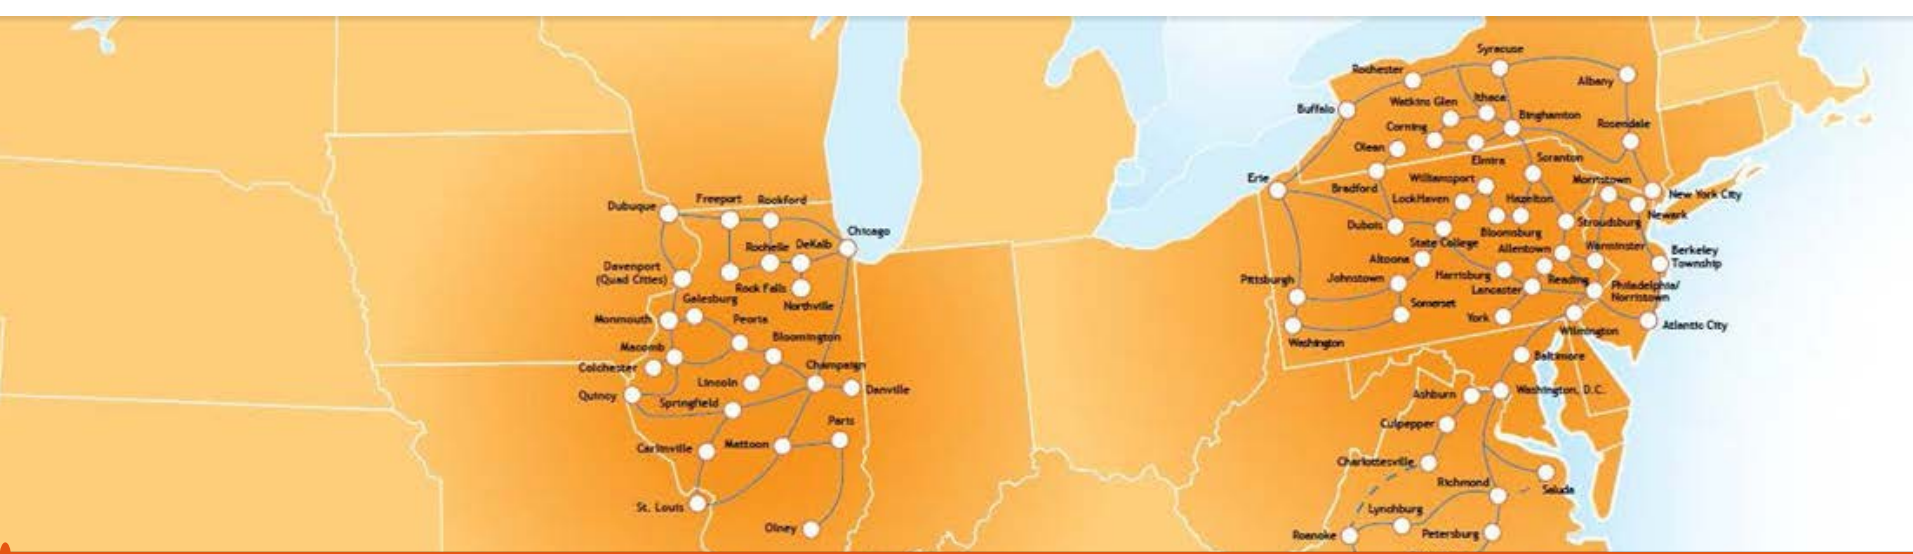 Dubuque
Freeport
Rockford
Chicago
Rochelle
DeKalb
Davenport
(Quad Cities)
Rock Falls
Northville
Galesburg
Monmouth
Peoria
Bloomington
Macomb
Colchester
Champaign
Lincoln
Danville
Quincy
Springfield
Paris
Carlinville
Mattoon
St. Louis
Olney
Syracuse
Rochester
Albany
Buffalo
Watkins Glen
Ithaca
Binghamton
Corning
Rosendale
Olean
Elmira
Scranton
Erie
Bradford
Williamsport
Morristown
New York City
LockHaven
Hazelton
Newark
Dubois
Bloomsburg
Stroudsburg
State College
Allentown
Warminster
Berkeley
Township
Altoona
Harrisburg
Pittsburgh
Johnstown
Reading
Lancaster
Philadelphia/
Norristown
Somerset
York
Atlantic City
Washington
Wilmington
Baltimore
Ashburn
Washington, D.C.
Culpepper
Charlottesville
Richmond
Saluda
Lynchburg
Roanoke
Petersburg